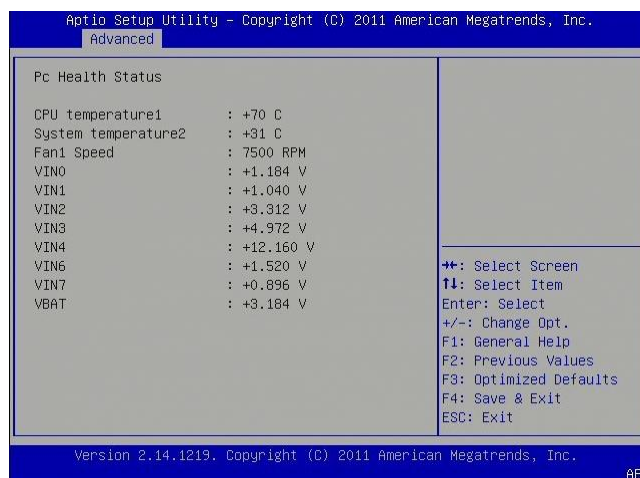 Aptio Setup Utility – Copyright (C) 2011 American Megatrends, Inc.
Advanced
Pc Health Status
CPU temperature1 : +70 C
System temperature2 : +31 C
Fan1 Speed : 7500 RPM
VIN0 : +1.184 V
VIN1 : +1.040 V
VIN2 : +3.312 V
VIN3 : +4.972 V
VIN4 : +12.160 V
VIN6 : +1.520 V
VIN7 : +0.896 V
VBAT : +3.184 V
→←: Select Screen
↑↓: Select Item
Enter: Select
+/-: Change Opt.
F1: General Help
F2: Previous Values
F3: Optimized Defaults
F4: Save & Exit
ESC: Exit
Version 2.14.1219. Copyright (C) 2011 American Megatrends, Inc.